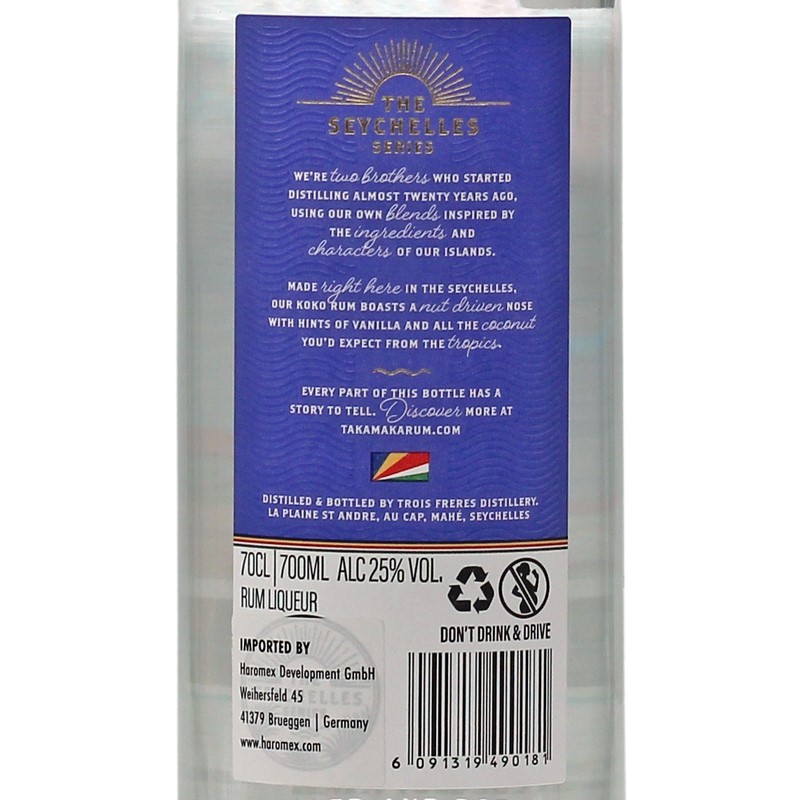 THE
SEYCHELLES
SERIES
WE'RE two brothers WHO STARTED
DISTILLING ALMOST TWENTY YEARS AGO,
USING OUR OWN blends INSPIRED BY
THE ingredients AND
characters OF OUR ISLANDS.
MADE right here IN THE SEYCHELLES,
OUR KOKO RUM BOASTS A nut driven NOSE
WITH HINTS OF VANILLA AND ALL THE coconut
YOU'D EXPECT FROM THE tropics.
EVERY PART OF THIS BOTTLE HAS A
STORY TO TELL. Discover MORE AT
TAKAMAKARUM.COM
DISTILLED & BOTTLED BY TROIS FRERES DISTILLERY.
LA PLAINE ST ANDRE, AU CAP, MAHÉ, SEYCHELLES
70CL | 700ML ALC 25% VOL.
RUM LIQUEUR
DON'T DRINK & DRIVE
IMPORTED BY
Haromex Development GmbH
Weihersfeld 45
41379 Brueggen | Germany
www.haromex.com
6 091319 490181